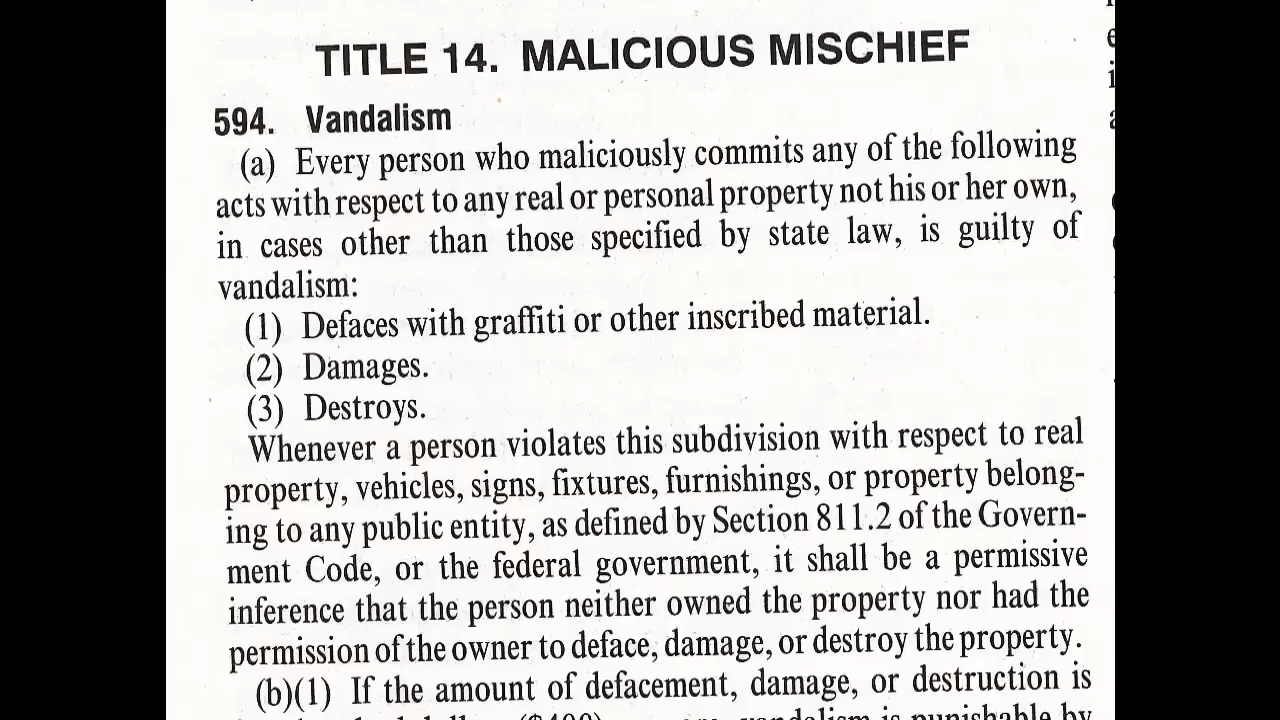 TITLE 14. MALICIOUS MISCHIEF
594. Vandalism
(a) Every person who maliciously commits any of the following
acts with respect to any real or personal property not his or her own,
in cases other than those specified by state law, is guilty of
vandalism:
(1) Defaces with graffiti or other inscribed material.
(2) Damages.
(3) Destroys.
Whenever a person violates this subdivision with respect to real
property, vehicles, signs, fixtures, furnishings, or property belong-
ing to any public entity, as defined by Section 811.2 of the Govern-
ment Code, or the federal government, it shall be a permissive
inference that the person neither owned the property nor had the
permission of the owner to deface, damage, or destroy the property.
(b)(1) If the amount of defacement, damage, or destruction is
($400) vandalism is punishable by